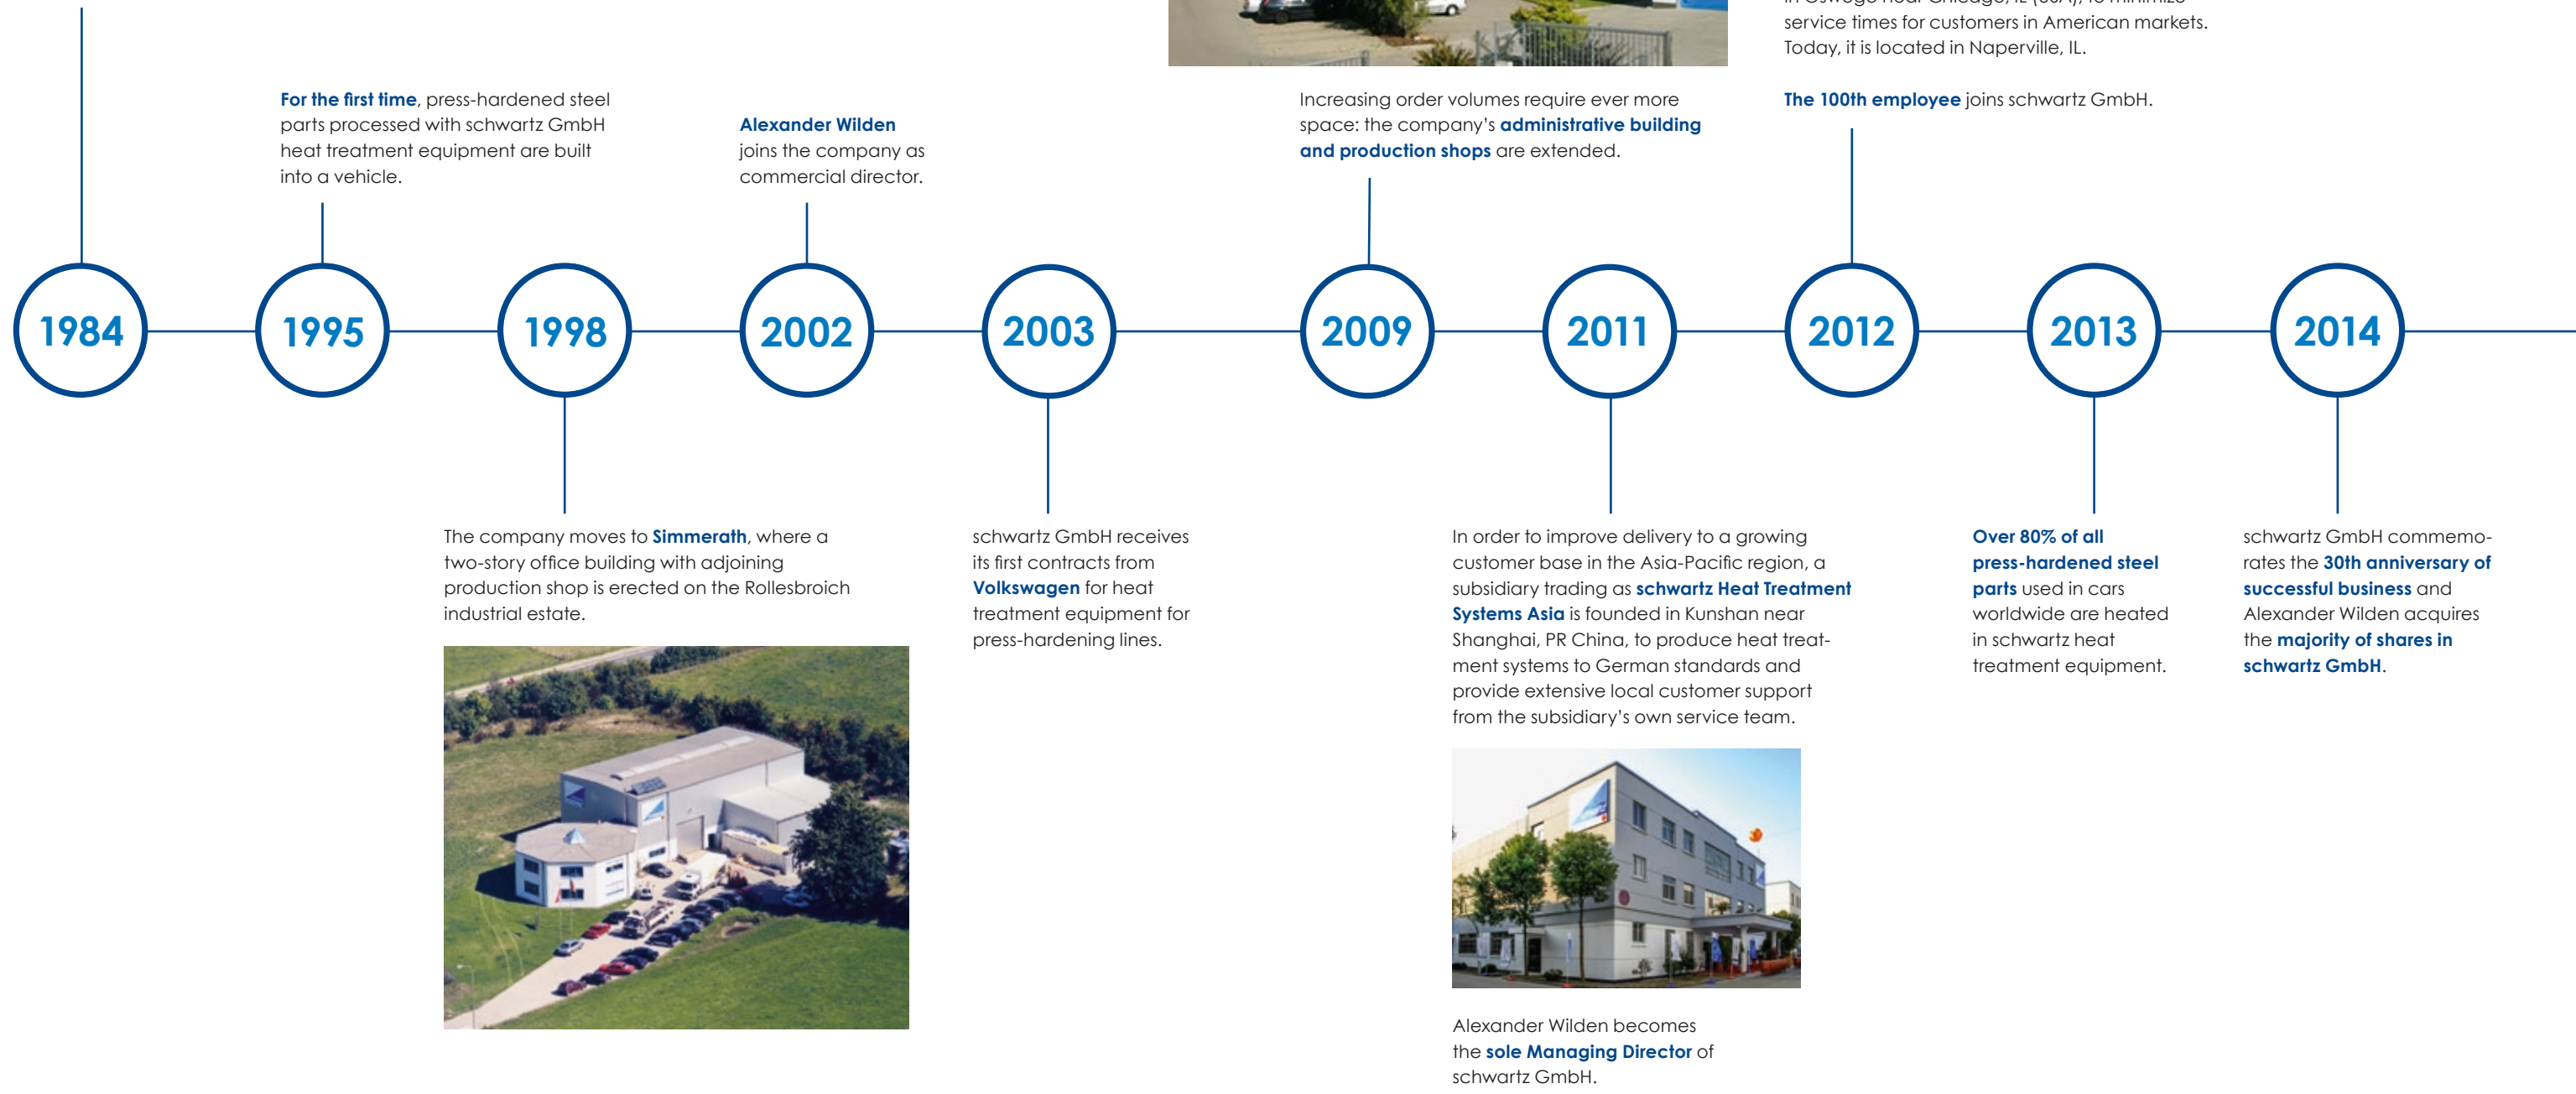 in Oswego near Chicago, IL (USA), to minimize
service times for customers in American markets.
Today, it is located in Naperville, IL.
The 100th employee joins schwartz GmbH.
For the first time, press-hardened steel
parts processed with schwartz GmbH
heat treatment equipment are built
into a vehicle.
Alexander Wilden
joins the company as
commercial director.
Increasing order volumes require ever more
space: the company’s administrative building
and production shops are extended.
1984
1995
1998
2002
2003
2009
2011
2012
2013
2014
The company moves to Simmerath, where a
two-story office building with adjoining
production shop is erected on the Rollesbroich
industrial estate.
schwartz GmbH receives
its first contracts from
Volkswagen for heat
treatment equipment for
press-hardening lines.
In order to improve delivery to a growing
customer base in the Asia-Pacific region, a
subsidiary trading as schwartz Heat Treatment
Systems Asia is founded in Kunshan near
Shanghai, PR China, to produce heat treat-
ment systems to German standards and
provide extensive local customer support
from the subsidiary’s own service team.
Alexander Wilden becomes
the sole Managing Director of
schwartz GmbH.
Over 80% of all
press-hardened steel
parts used in cars
worldwide are heated
in schwartz heat
treatment equipment.
schwartz GmbH commemo-
rates the 30th anniversary of
successful business and
Alexander Wilden acquires
the majority of shares in
schwartz GmbH.